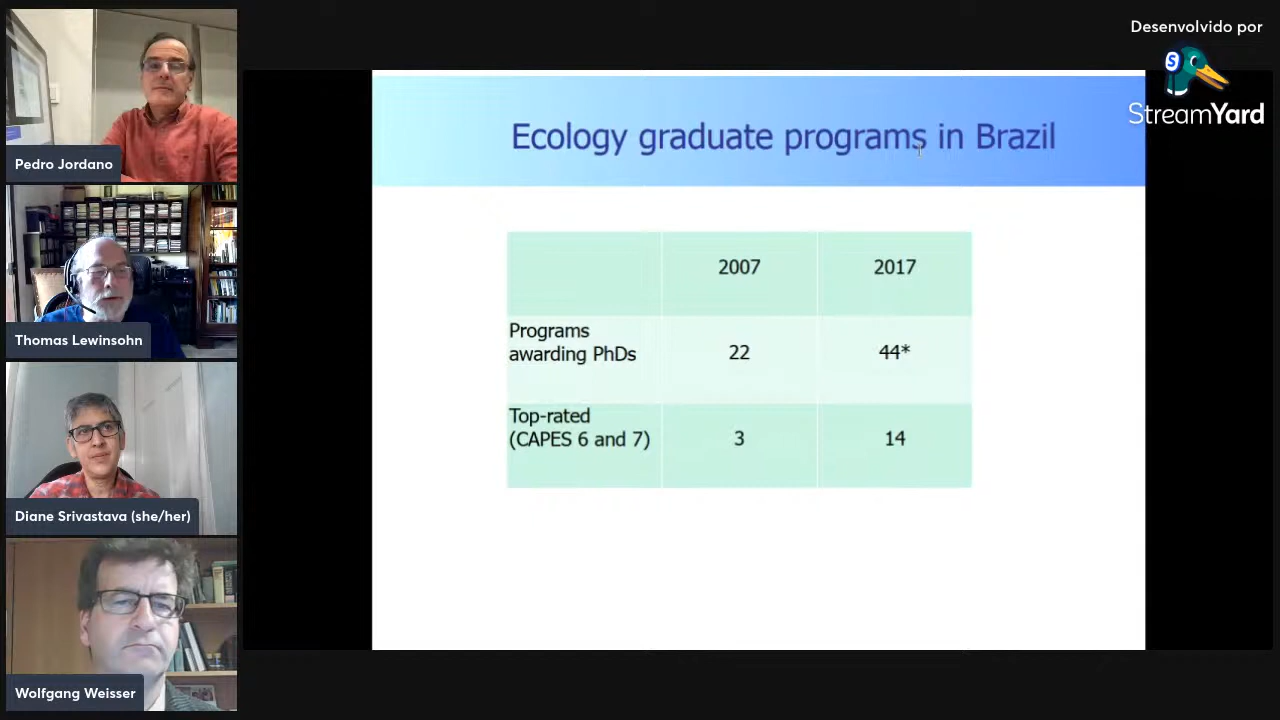 Pedro Jordano
Thomas Lewinsohn
Diane Srivastava (she/her)
Wolfgang Weisser
Ecology graduate programs in Brazil
2007 2017
Programs
awarding PhDs 22 44*
Top-rated
(CAPES 6 and 7) 3 14
Desenvolvido por
S
StreamYard